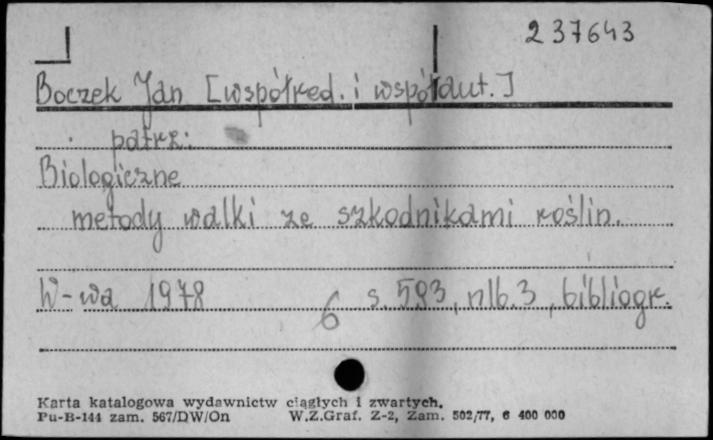 237643
Boczek Jan [współred. i współaut.]
patrz:
Biologiczne
metody walki ze szkodnikami roślin.
W-wa 1978 6 s. 593, nlb. 3, bibliogr.
Karta katalogowa wydawnictw ciągłych i zwartych.
Pu-B-144 zam. 567/DW/On W.Z.Graf. Z-2, Zam. 502/77, 6 400 000